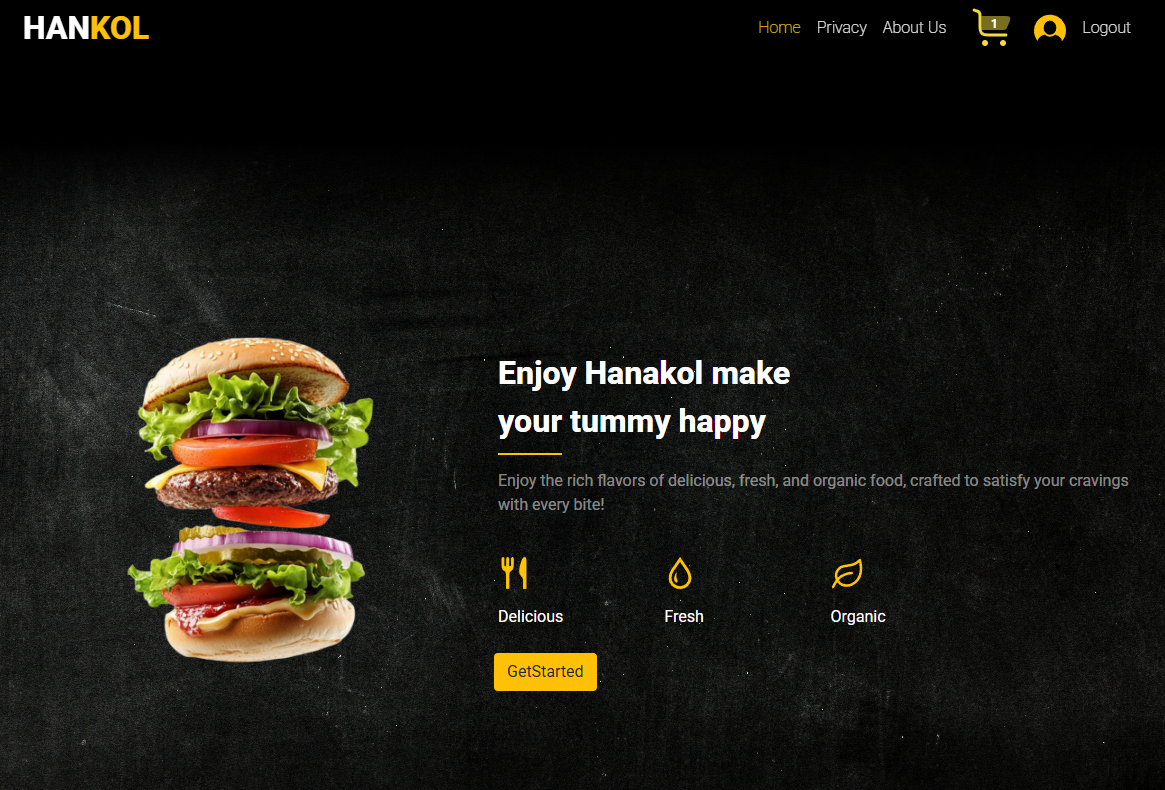 HANKOL
Home Privacy About Us 1 Logout
Enjoy Hanakol make
your tummy happy
Enjoy the rich flavors of delicious, fresh, and organic food, crafted to satisfy your cravings
with every bite!
Delicious Fresh Organic
GetStarted